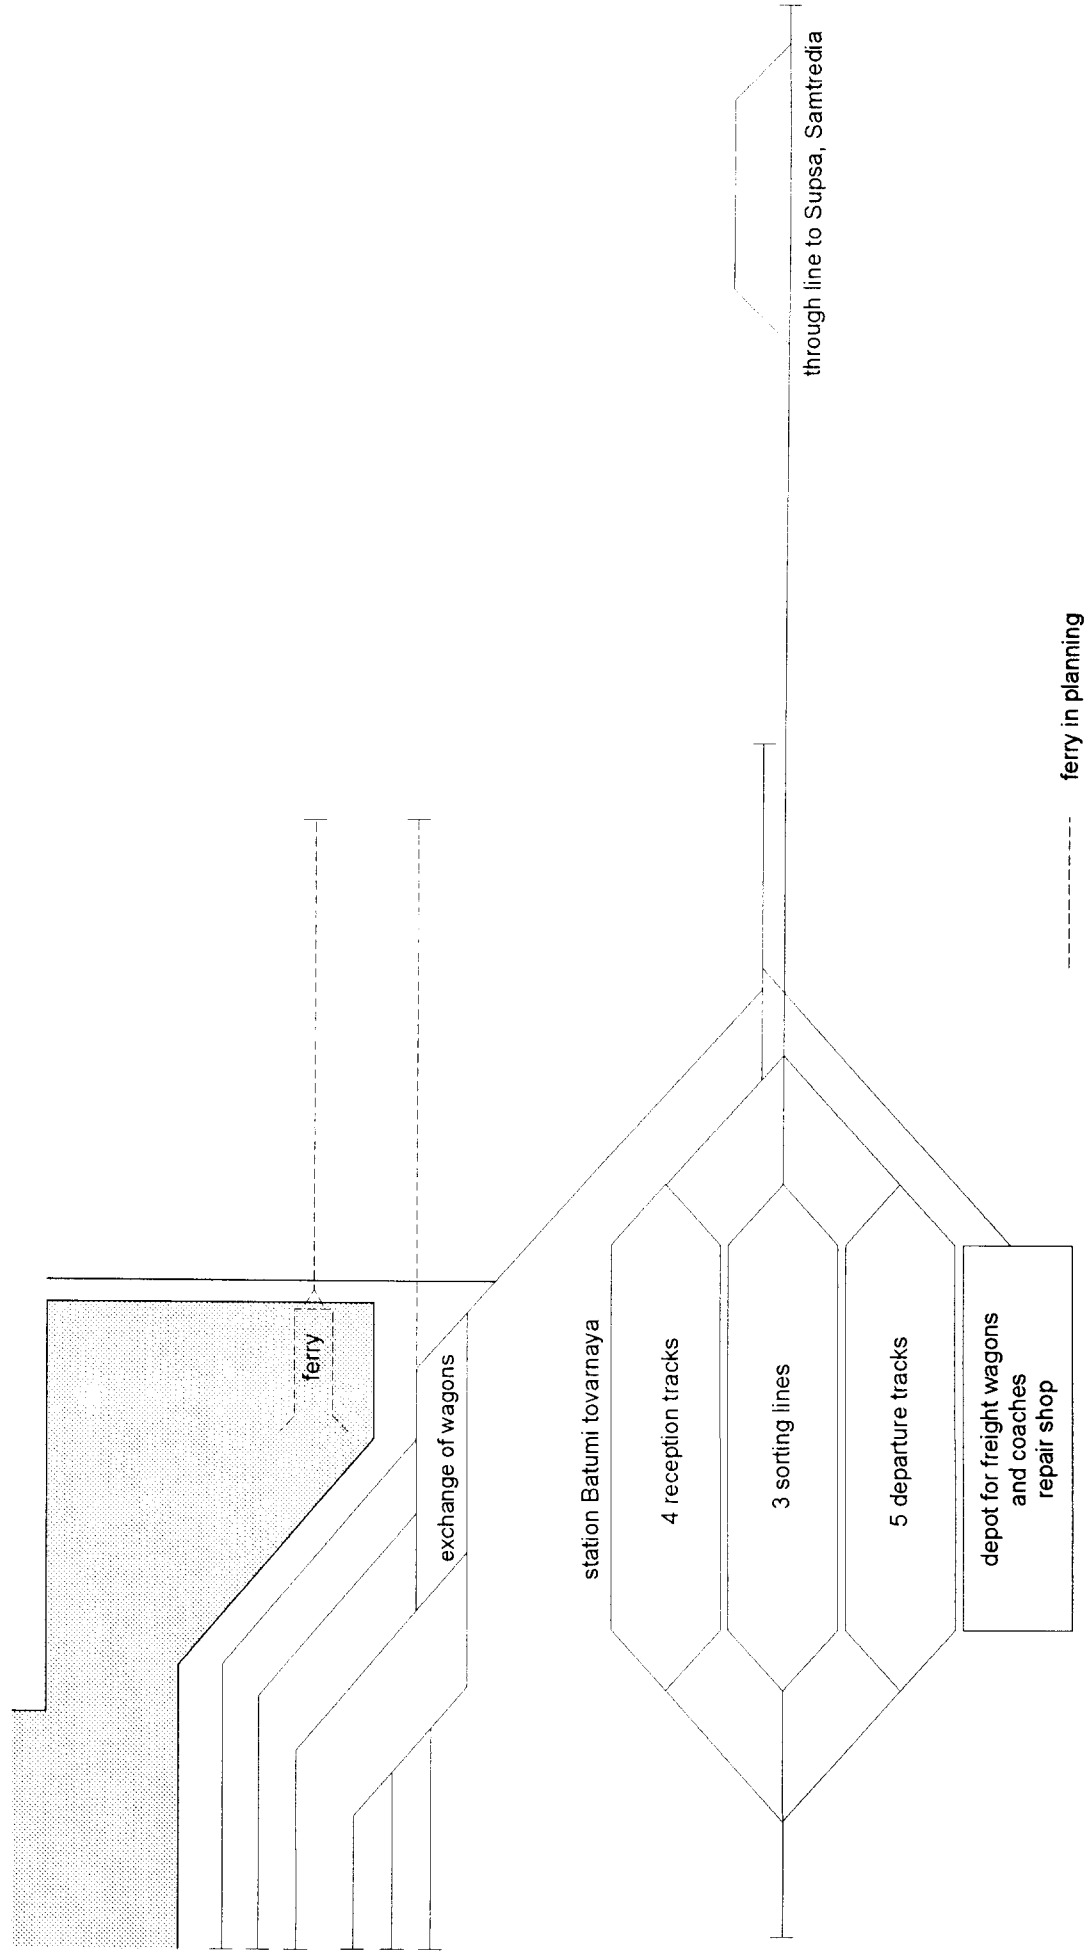 through line to Supsa, Samtredia
ferry
exchange of wagons
station Batumi tovarnaya
4 reception tracks
3 sorting lines
5 departure tracks
depot for freight wagons
and coaches
repair shop
ferry in planning